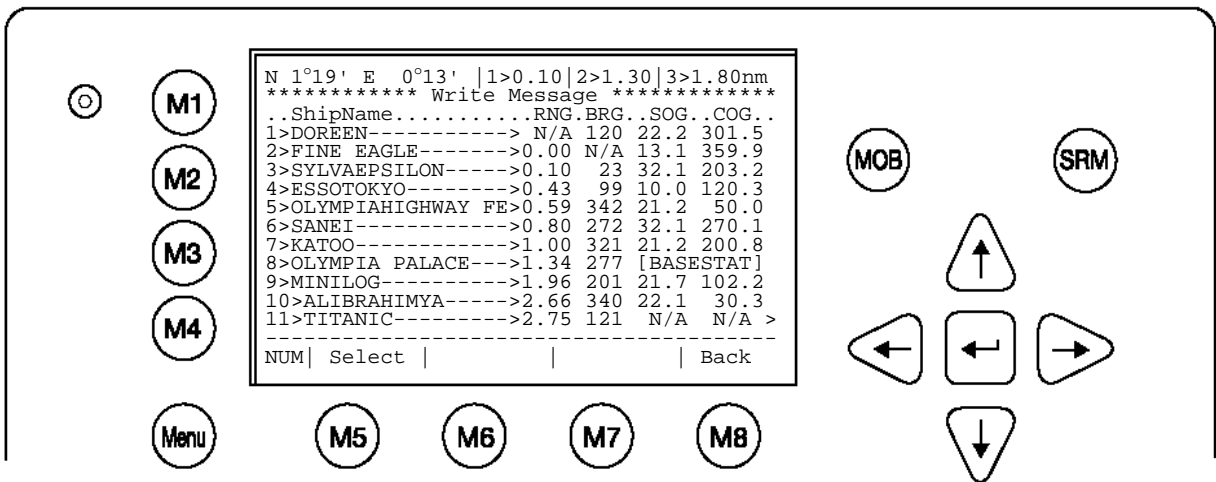 N 1°19' E  0°13' |1>0.10|2>1.30|3>1.80nm
************ Write Message *************
..ShipName...........RNG.BRG..SOG..COG..
1>DOREEN-----------> N/A 120 22.2 301.5
2>FINE EAGLE------->0.00 N/A 13.1 359.9
3>SYLVAEPSILON----->0.10  23 32.1 203.2
4>ESSOTOKYO-------->0.43  99 10.0 120.3
5>OLYMPIAHIGHWAY FE>0.59 342 21.2  50.0
6>SANEI------------>0.80 272 32.1 270.1
7>KATOO------------>1.00 321 21.2 200.8
8>OLYMPIA PALACE--->1.34 277 [BASESTAT]
9>MINILOG---------->1.96 201 21.7 102.2
10>ALIBRAHIMYA----->2.66 340 22.1  30.3
11>TITANIC--------->2.75 121  N/A  N/A >
----------------------------------------
NUM| Select |         |         | Back
M1
M2
M3
M4
MOB
SRM
Menu
M5
M6
M7
M8